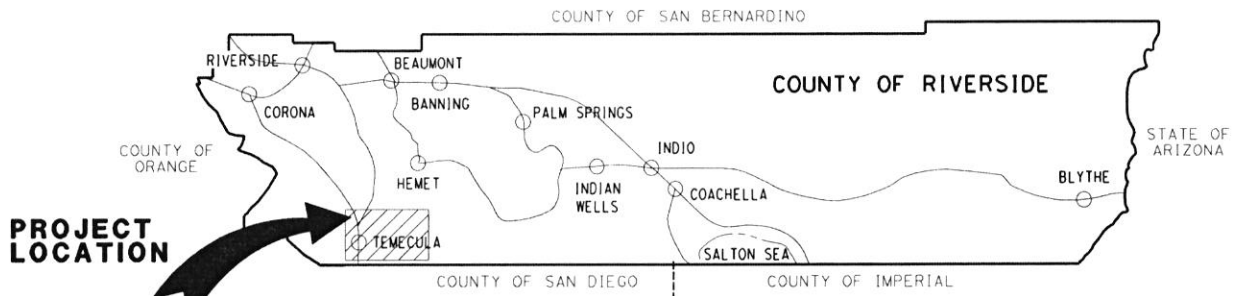 COUNTY OF SAN BERNARDINO
RIVERSIDE
BEAUMONT
COUNTY OF RIVERSIDE
BANNING
CORONA
PALM SPRINGS
STATE OF
ARIZONA
COUNTY OF
ORANGE
INDIO
HEMET
INDIAN
WELLS
COACHELLA
BLYTHE
PROJECT
LOCATION
TEMECULA
SALTON SEA
COUNTY OF SAN DIEGO
COUNTY OF IMPERIAL